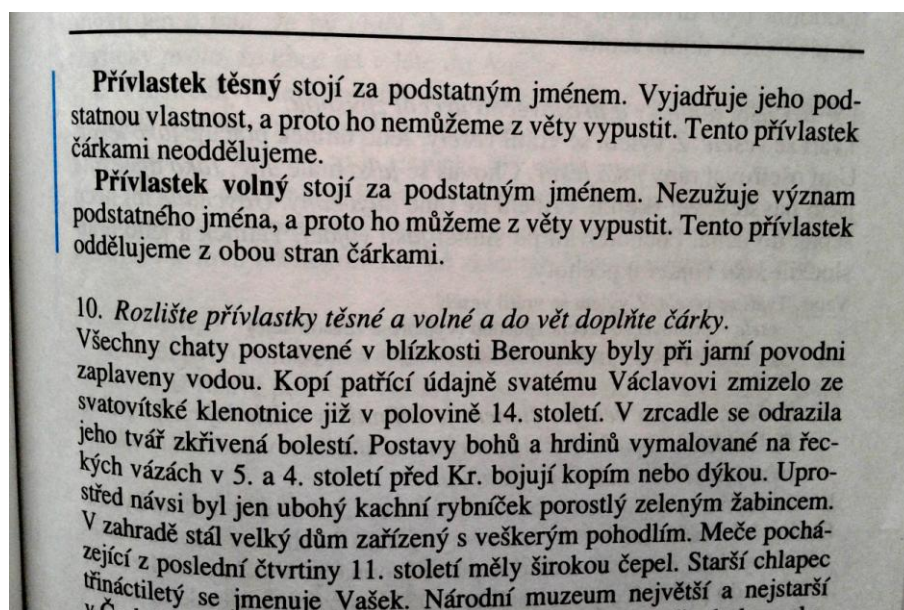 Přívlastek těsný stojí za podstatným jménem. Vyjadřuje jeho pod-
statnou vlastnost, a proto ho nemůžeme z věty vypustit. Tento přívlastek
čárkami neoddělujeme.
Přívlastek volný stojí za podstatným jménem. Nezužuje význam
podstatného jména, a proto ho můžeme z věty vypustit. Tento přívlastek
oddělujeme z obou stran čárkami.
10. Rozlište přívlastky těsné a volné a do vět doplňte čárky.
Všechny chaty postavené v blízkosti Berounky byly při jarní povodni
zaplaveny vodou. Kopí patřící údajně svatému Václavovi zmizelo ze
svatovítské klenotnice již v polovině 14. století. V zrcadle se odrazila
jeho tvář zkřivená bolestí. Postavy bohů a hrdinů vymalované na řec-
kých vázách v 5. a 4. století před Kr. bojují kopím nebo dýkou. Upro-
střed návsi byl jen ubohý kachní rybníček porostlý zeleným žabincem.
V zahradě stál velký dům zařízený s veškerým pohodlím. Meče pochá-
zející z poslední čtvrtiny 11. století měly širokou čepel. Starší chlapec
třináctiletý se jmenuje Vašek. Národní muzeum největší a nejstarší